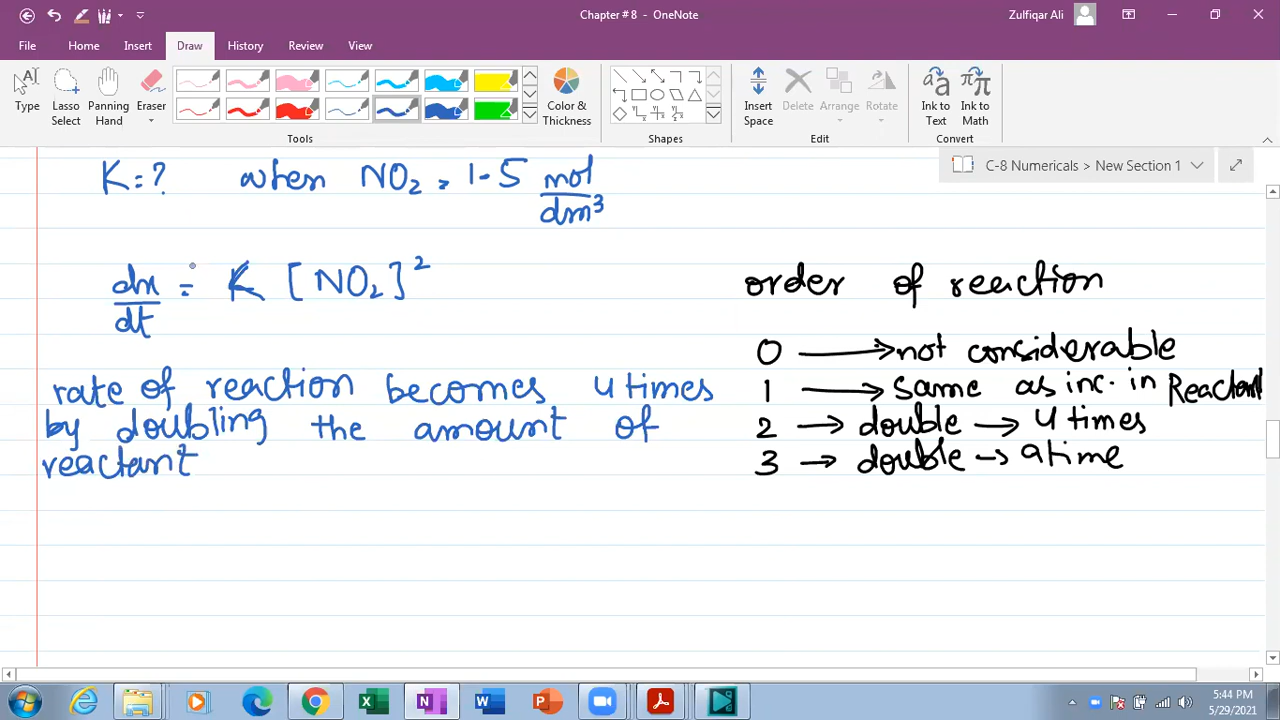 Chapter # 8 - OneNote
Zulfiqar Ali
File Home Insert Draw History Review View
Type
Lasso Select
Panning Hand
Eraser
Color & Thickness
Insert Space
Delete
Arrange
Rotate
Ink to Text
Ink to Math
Tools
Shapes
Edit
Convert
C-8 Numericals > New Section 1
K = ? when NO2 = 1.5 mol/dm³
dx/dt = K [NO2]²
rate of reaction becomes 4 times
by doubling the amount of
reactant
order of reaction
0 → not considerable
1 → same as inc. in Reactant
2 → double → 4 times
3 → double → 9 time
5:44 PM
5/29/2021